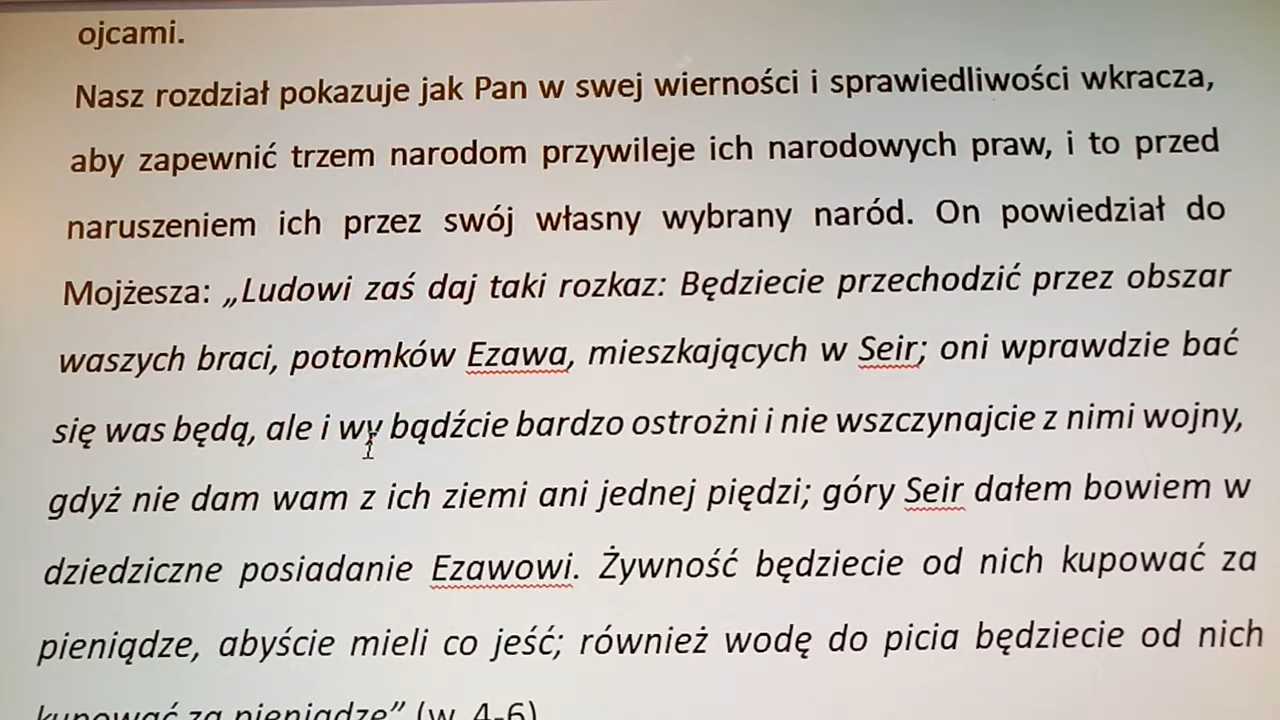 ojcami.
Nasz rozdział pokazuje jak Pan w swej wierności i sprawiedliwości wkracza,
aby zapewnić trzem narodom przywileje ich narodowych praw, i to przed
naruszeniem ich przez swój własny wybrany naród. On powiedział do
Mojżesza: „Ludowi zaś daj taki rozkaz: Będziecie przechodzić przez obszar
waszych braci, potomków Ezawa, mieszkających w Seir; oni wprawdzie bać
się was będą, ale i wy bądźcie bardzo ostrożni i nie wszczynajcie z nimi wojny,
gdyż nie dam wam z ich ziemi ani jednej piędzi; góry Seir dałem bowiem w
dziedziczne posiadanie Ezawowi. Żywność będziecie od nich kupować za
pieniądze, abyście mieli co jeść; również wodę do picia będziecie od nich
kupować za pieniądze” (w. 4-6)